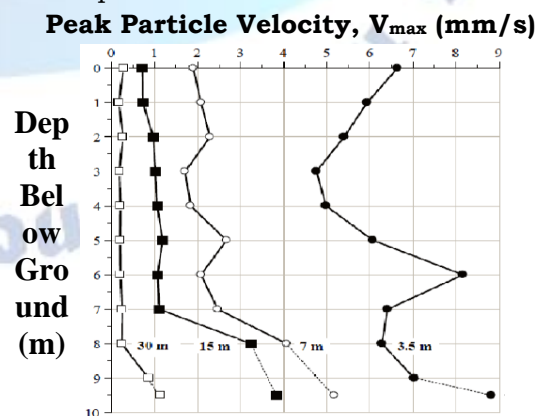 Peak Particle Velocity, Vmax (mm/s)
0 1 2 3 4 5 6 7 8 9
Dep
th
Bel
ow
Gro
und
(m)
0
1
2
3
4
5
6
7
8
9
10
30 m 15 m 7 m 3.5 m